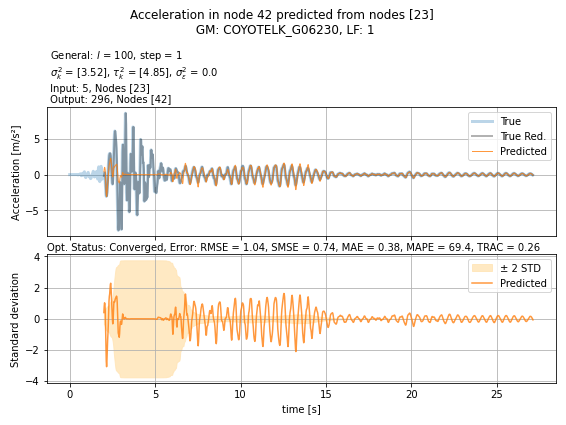 Acceleration in node 42 predicted from nodes [23]
GM: COYOTELK_G06230, LF: 1
General: l = 100, step = 1
σ²ₖ = [3.52], τ²ₖ = [4.85], σ²ε = 0.0
Input: 5, Nodes [23]
Output: 296, Nodes [42]
True
True Red.
Predicted
5
0
−5
Acceleration [m/s²]
Opt. Status: Converged, Error: RMSE = 1.04, SMSE = 0.74, MAE = 0.38, MAPE = 69.4, TRAC = 0.26
± 2 STD
Predicted
4
2
0
−2
−4
Standard deviation
0 5 10 15 20 25
time [s]